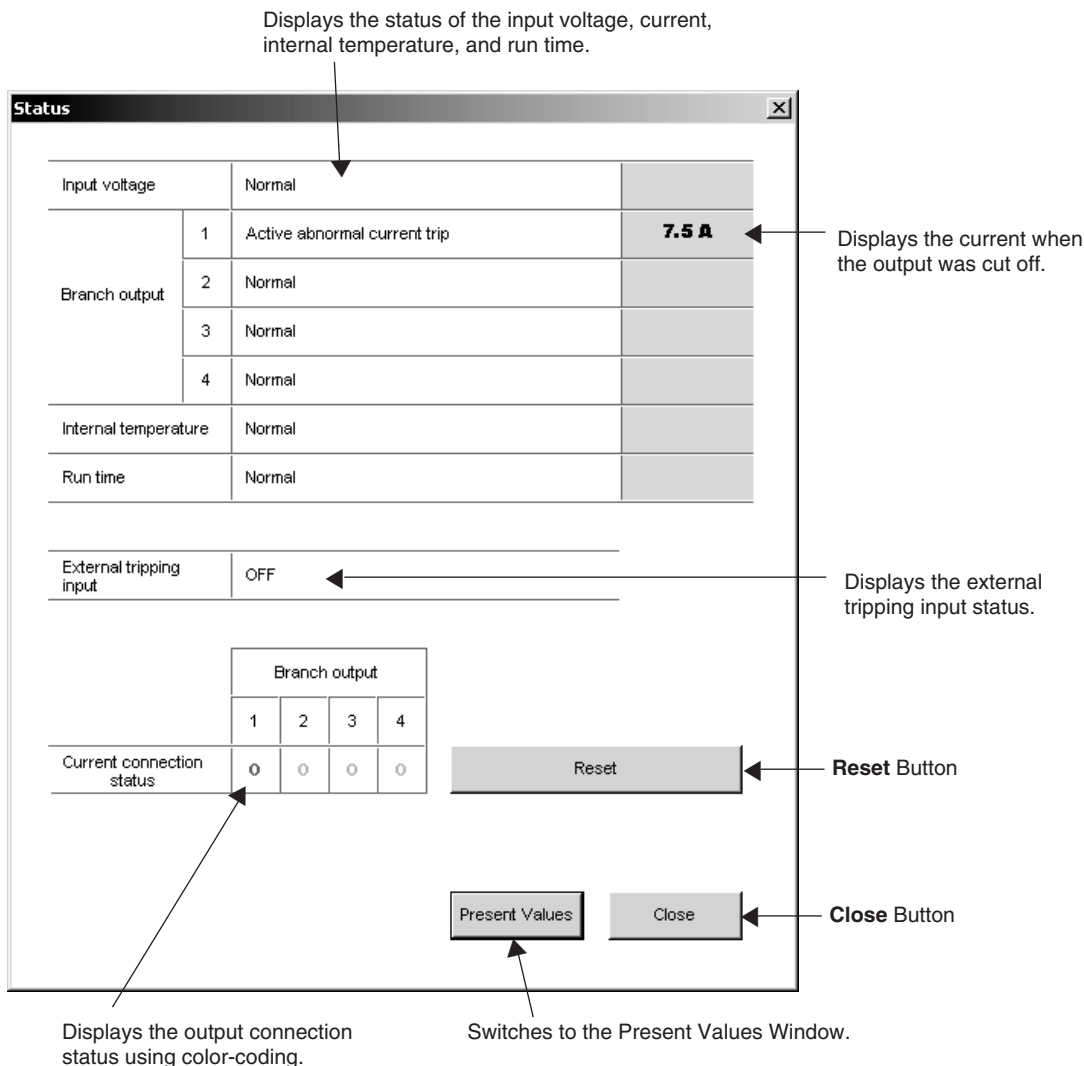 Displays the status of the input voltage, current,
internal temperature, and run time.
Status
Input voltage Normal
Branch output
1 Active abnormal current trip 7.5 A
Displays the current when
the output was cut off.
2 Normal
3 Normal
4 Normal
Internal temperature Normal
Run time Normal
External tripping
input
OFF
Displays the external
tripping input status.
Branch output
1 2 3 4
Current connection
status
0 0 0 0
Reset
Reset Button
Present Values
Close
Close Button
Displays the output connection
status using color-coding.
Switches to the Present Values Window.